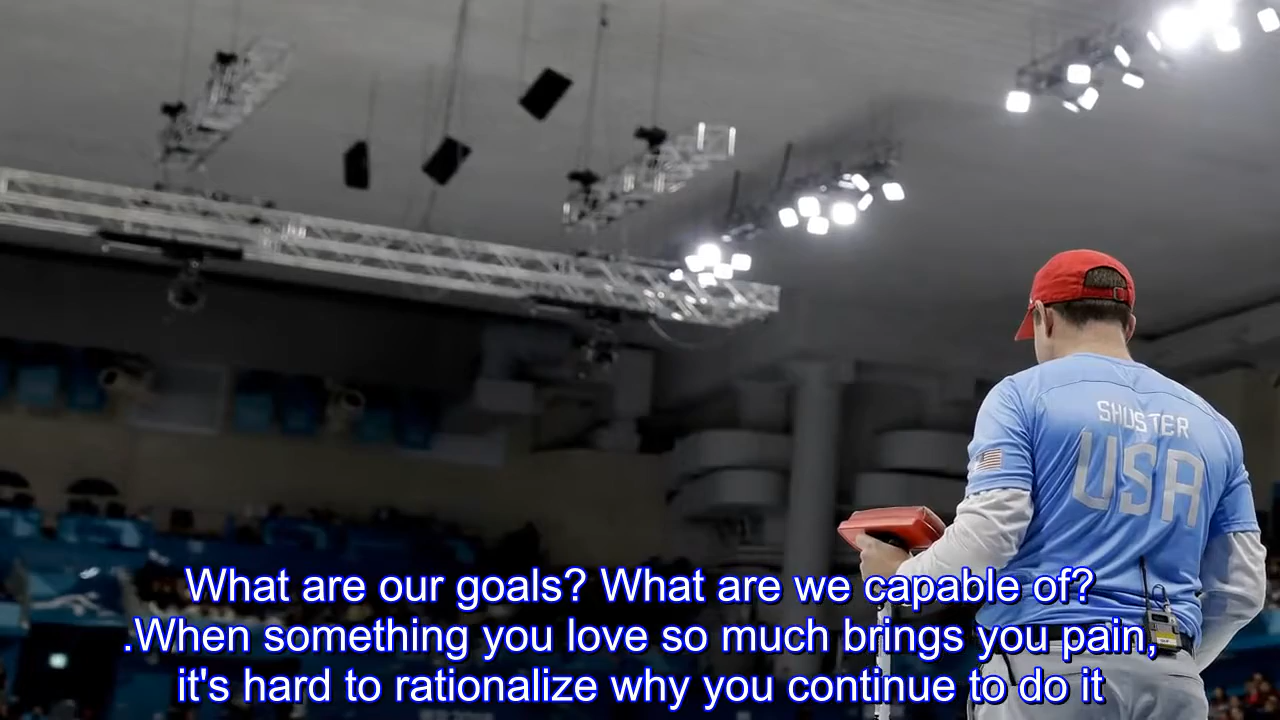 SHUSTER
USA
What are our goals? What are we capable of?
.When something you love so much brings you pain,
it's hard to rationalize why you continue to do it